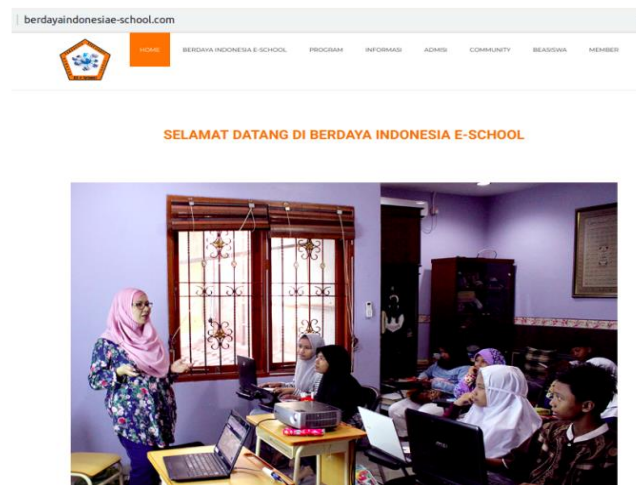 berdayaindonesiae-school.com
HOME BERDAYA INDONESIA E-SCHOOL PROGRAM INFORMASI ADMISI COMMUNITY BEASISWA MEMBER
SELAMAT DATANG DI BERDAYA INDONESIA E-SCHOOL